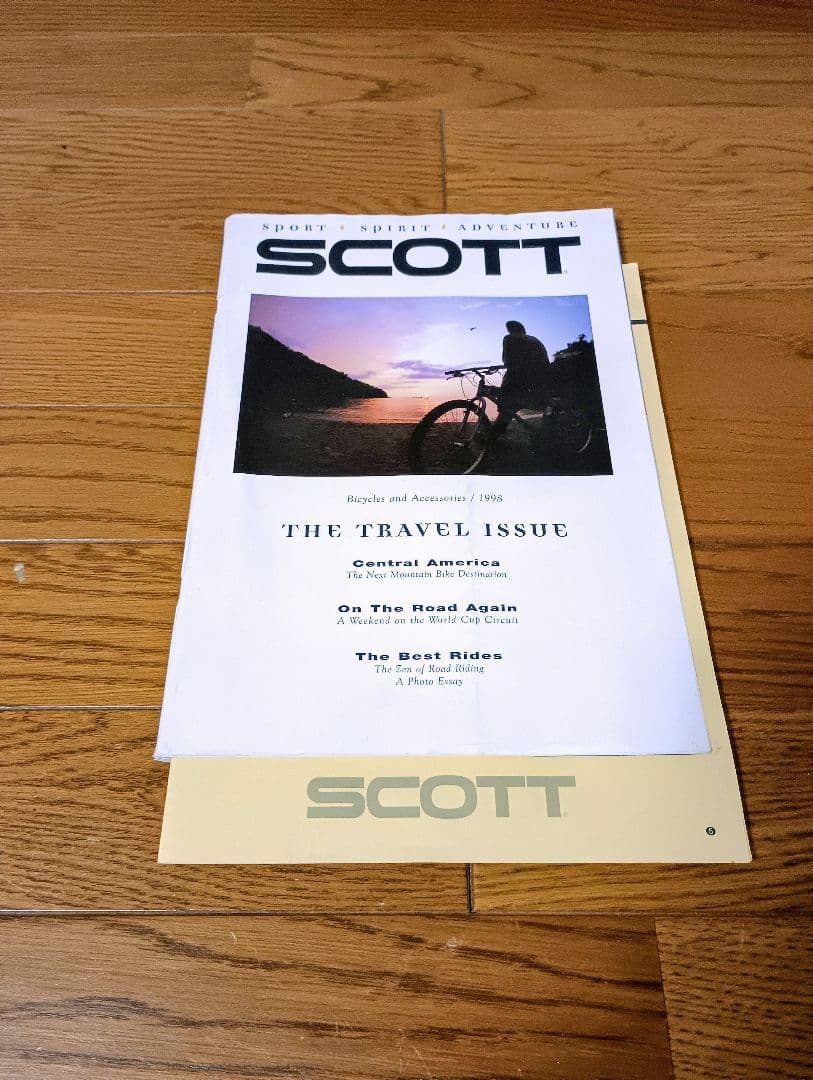 SPORT • SPIRIT • ADVENTURE
SCOTT
Bicycles and Accessories / 1998
THE TRAVEL ISSUE
Central America
The Next Mountain Bike Destination
On The Road Again
A Weekend on the World Cup Circuit
The Best Rides
The Zen of Road Riding
A Photo Essay
SCOTT
5